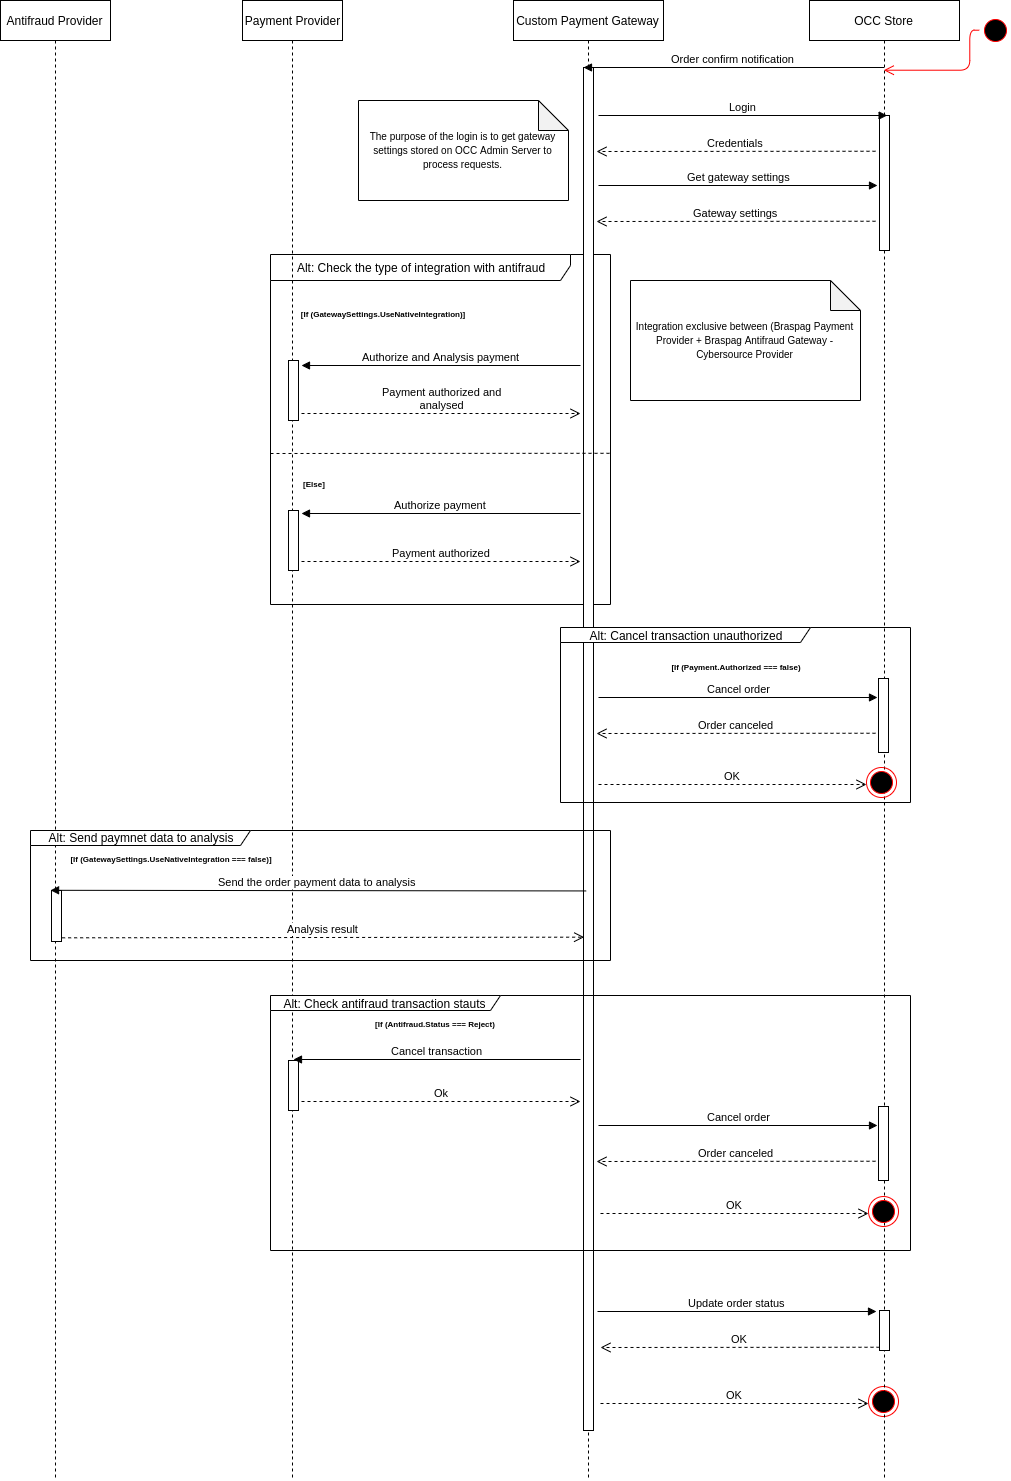 Antifraud Provider
Payment Provider
Custom Payment Gateway
OCC Store
Order confirm notification
Login
The purpose of the login is to get gateway
settings stored on OCC Admin Server to
process requests.
Credentials
Get gateway settings
Gateway settings
Alt: Check the type of integration with antifraud
[If (GatewaySettings.UseNativeIntegration)]
Integration exclusive between (Braspag Payment
Provider + Braspag Antifraud Gateway -
Cybersource Provider
Authorize and Analysis payment
Payment authorized and
analysed
[Else]
Authorize payment
Payment authorized
Alt: Cancel transaction unauthorized
[If (Payment.Authorized === false)
Cancel order
Order canceled
OK
Alt: Send paymnet data to analysis
[If (GatewaySettings.UseNativeIntegration === false)]
Send the order payment data to analysis
Analysis result
Alt: Check antifraud transaction stauts
[If (Antifraud.Status === Reject)
Cancel transaction
Ok
Cancel order
Order canceled
OK
Update order status
OK
OK